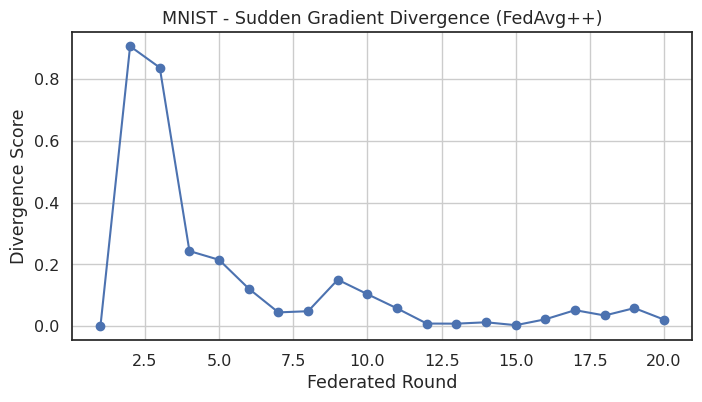 MNIST - Sudden Gradient Divergence (FedAvg++)
Divergence Score
0.8
0.6
0.4
0.2
0.0
2.5 5.0 7.5 10.0 12.5 15.0 17.5 20.0
Federated Round